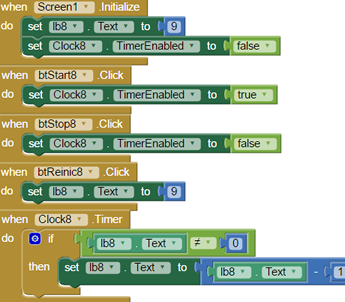 when Screen1 .Initialize
do set lb8 . Text to 9
set Clock8 . TimerEnabled to false
when btStart8 .Click
do set Clock8 . TimerEnabled to true
when btStop8 .Click
do set Clock8 . TimerEnabled to false
when btReinic8 .Click
do set lb8 . Text to 9
when Clock8 .Timer
do if lb8 . Text ≠ 0
then set lb8 . Text to lb8 . Text - 1